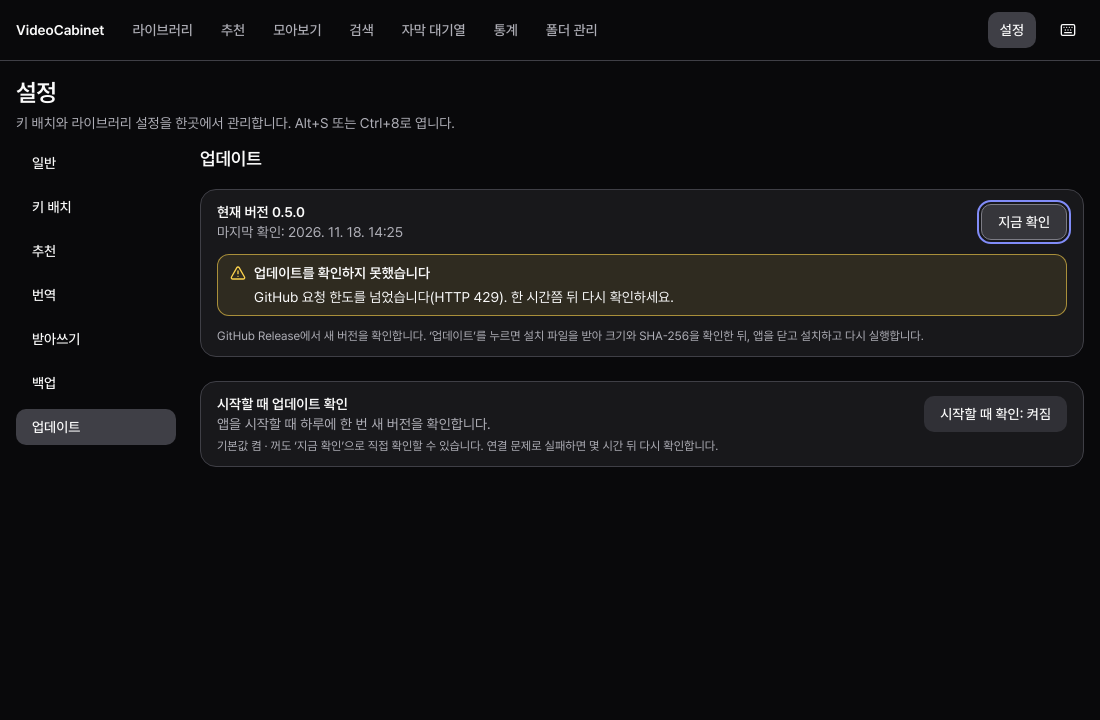 VideoCabinet 라이브러리 추천 모아보기 검색 자막 대기열 통계 폴더 관리 설정
설정
키 배치와 라이브러리 설정을 한곳에서 관리합니다. Alt+S 또는 Ctrl+8로 엽니다.
일반
키 배치
추천
번역
받아쓰기
백업
업데이트
업데이트
현재 버전 0.5.0
마지막 확인: 2026. 11. 18. 14:25
지금 확인
업데이트를 확인하지 못했습니다
GitHub 요청 한도를 넘었습니다(HTTP 429). 한 시간쯤 뒤 다시 확인하세요.
GitHub Release에서 새 버전을 확인합니다. ‘업데이트’를 누르면 설치 파일을 받아 크기와 SHA-256을 확인한 뒤, 앱을 닫고 설치하고 다시 실행합니다.
시작할 때 업데이트 확인
앱을 시작할 때 하루에 한 번 새 버전을 확인합니다.
기본값 켬 · 꺼도 ‘지금 확인’으로 직접 확인할 수 있습니다. 연결 문제로 실패하면 몇 시간 뒤 다시 확인합니다.
시작할 때 확인: 켜짐